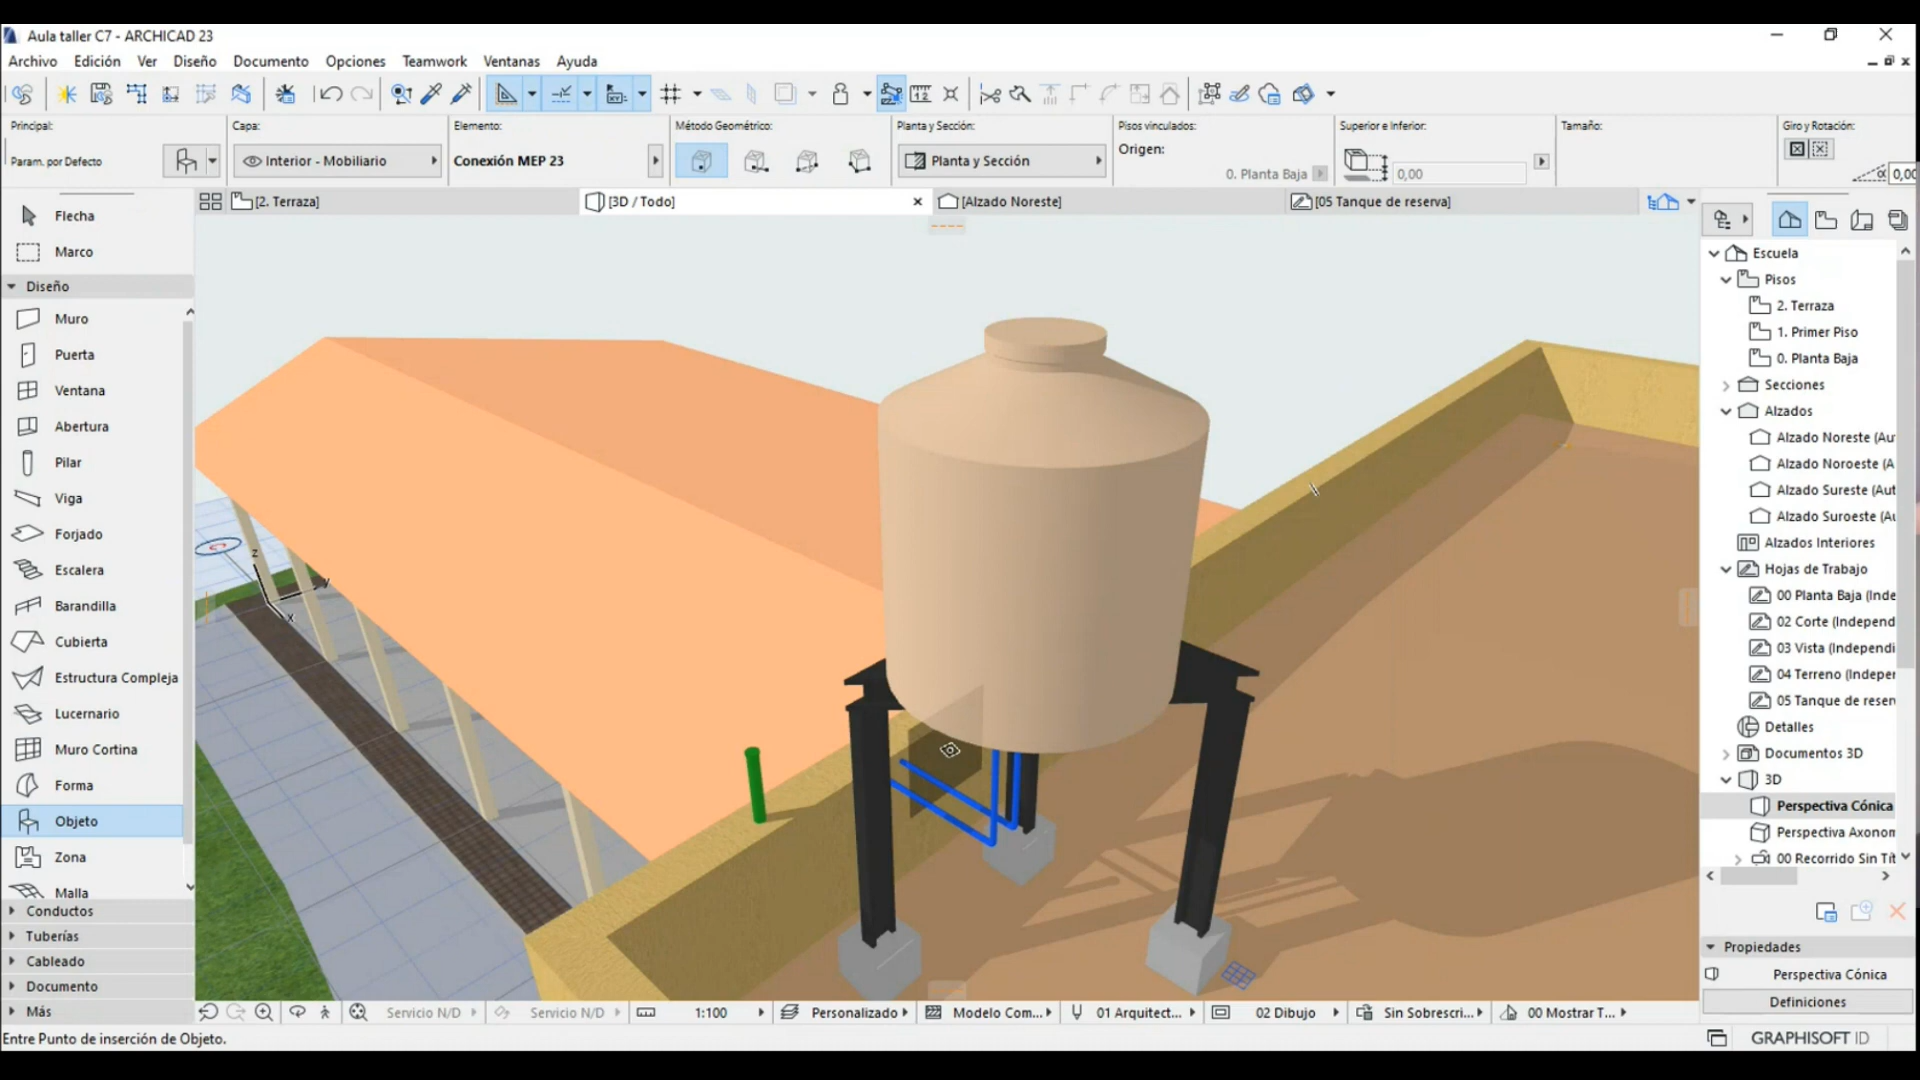 Aula taller C7 - ARCHICAD 23
Archivo Edición Ver Diseño Documento Opciones Teamwork Ventanas Ayuda
Principal: Capa: Elemento: Método Geométrico: Planta y Sección: Pisos vinculados: Superior e Inferior: Tamaño: Giro y Rotación:
Param. por Defecto Interior - Mobiliario Conexión MEP 23 Planta y Sección Origen: 0. Planta Baja 0,00 0,00
[2. Terraza] [3D / Todo] [Alzado Noreste] [05 Tanque de reserva]
Flecha
Marco
Diseño
Muro
Puerta
Ventana
Abertura
Pilar
Viga
Forjado
Escalera
Barandilla
Cubierta
Estructura Compleja
Lucernario
Muro Cortina
Forma
Objeto
Zona
Malla
Conductos
Tuberías
Cableado
Documento
Más
z
y
x
Escuela
Pisos
2. Terraza
1. Primer Piso
0. Planta Baja
Secciones
Alzados
Alzado Noreste (Au
Alzado Noroeste (A
Alzado Sureste (Aut
Alzado Suroeste (Au
Alzados Interiores
Hojas de Trabajo
00 Planta Baja (Inde
02 Corte (Independ
03 Vista (Independi
04 Terreno (Indeper
05 Tanque de reserv
Detalles
Documentos 3D
3D
Perspectiva Cónica
Perspectiva Axonom
00 Recorrido Sin Tít
Propiedades
Perspectiva Cónica
Definiciones
Servicio N/D Servicio N/D 1:100 Personalizado Modelo Com... 01 Arquitect... 02 Dibujo Sin Sobrescri... 00 Mostrar T...
Entre Punto de inserción de Objeto.
GRAPHISOFT ID